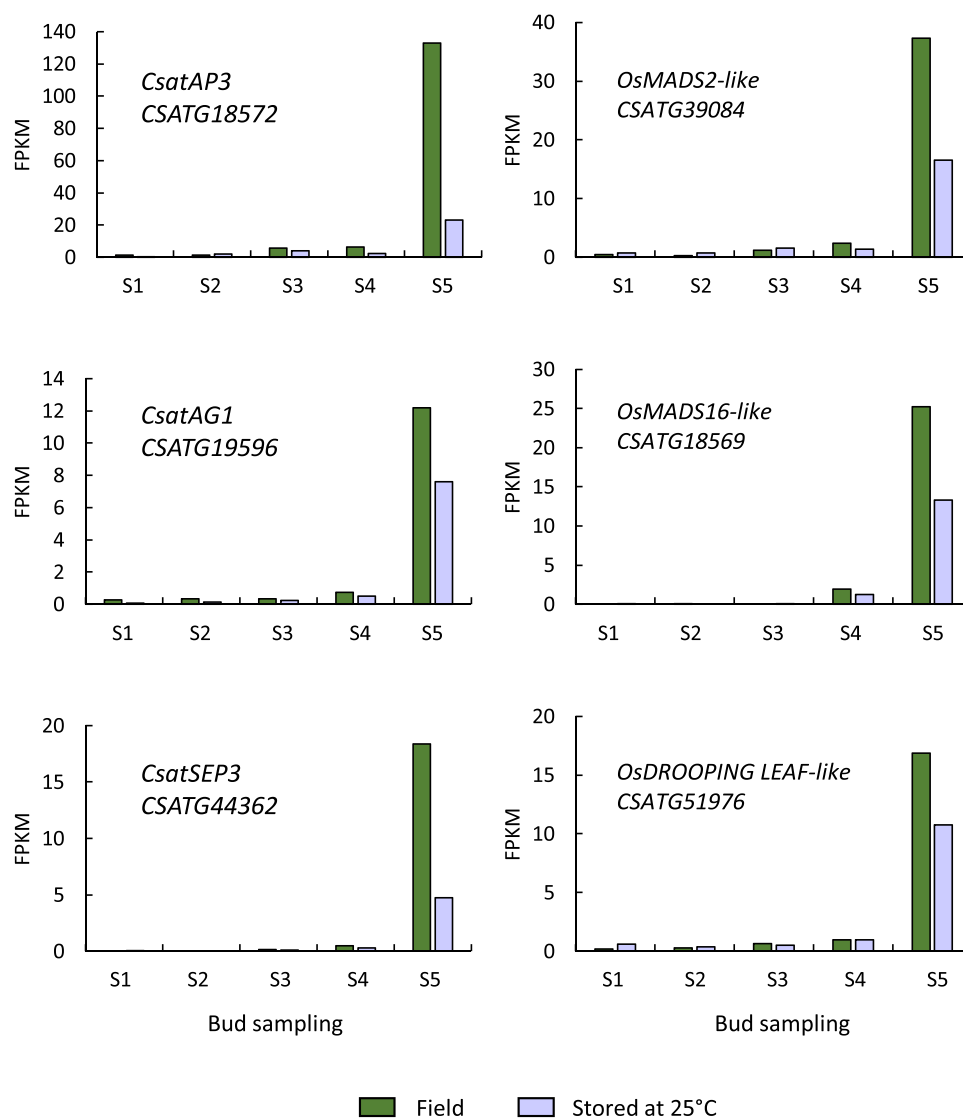 140
120
100
80
60
40
20
0
FPKM
CsatAP3
CSATG18572
S1 S2 S3 S4 S5
40
30
20
10
0
FPKM
OsMADS2-like
CSATG39084
S1 S2 S3 S4 S5
14
12
10
8
6
4
2
0
FPKM
CsatAG1
CSATG19596
S1 S2 S3 S4 S5
30
25
20
15
10
5
0
FPKM
OsMADS16-like
CSATG18569
S1 S2 S3 S4 S5
20
15
10
5
0
FPKM
CsatSEP3
CSATG44362
S1 S2 S3 S4 S5
Bud sampling
20
15
10
5
0
FPKM
OsDROOPING LEAF-like
CSATG51976
S1 S2 S3 S4 S5
Bud sampling
Field Stored at 25°C